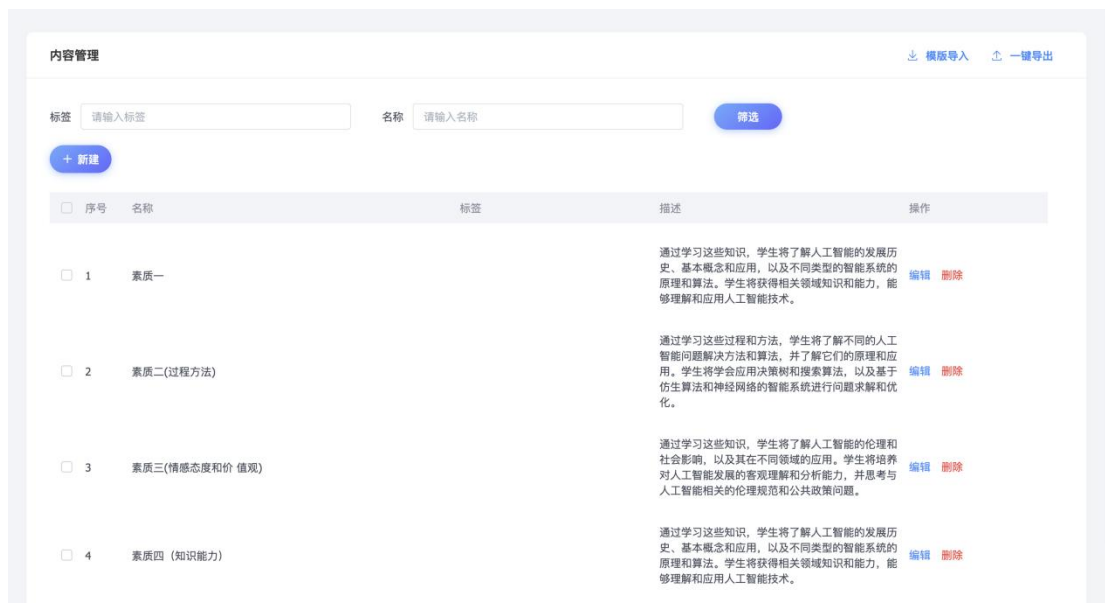 内容管理
模版导入 一键导出
标签 请输入标签 名称 请输入名称 筛选
+ 新建
序号 名称 标签 描述 操作
1 素质一
通过学习这些知识，学生将了解人工智能的发展历
史、基本概念和应用，以及不同类型的智能系统的
原理和算法。学生将获得相关领域知识和能力，能
够理解和应用人工智能技术。
编辑 删除
2 素质二(过程方法)
通过学习这些过程和方法，学生将了解不同的人工
智能问题解决方法和算法，并了解它们的原理和应
用。学生将学会应用决策树和搜索算法，以及基于
仿生算法和神经网络的智能系统进行问题求解和优
化。
编辑 删除
3 素质三(情感态度和价 值观)
通过学习这些知识，学生将了解人工智能的伦理和
社会影响，以及其在不同领域的应用。学生将培养
对人工智能发展的客观理解和分析能力，并思考与
人工智能相关的伦理规范和公共政策问题。
编辑 删除
4 素质四（知识能力）
通过学习这些知识，学生将了解人工智能的发展历
史、基本概念和应用，以及不同类型的智能系统的
原理和算法。学生将获得相关领域知识和能力，能
够理解和应用人工智能技术。
编辑 删除